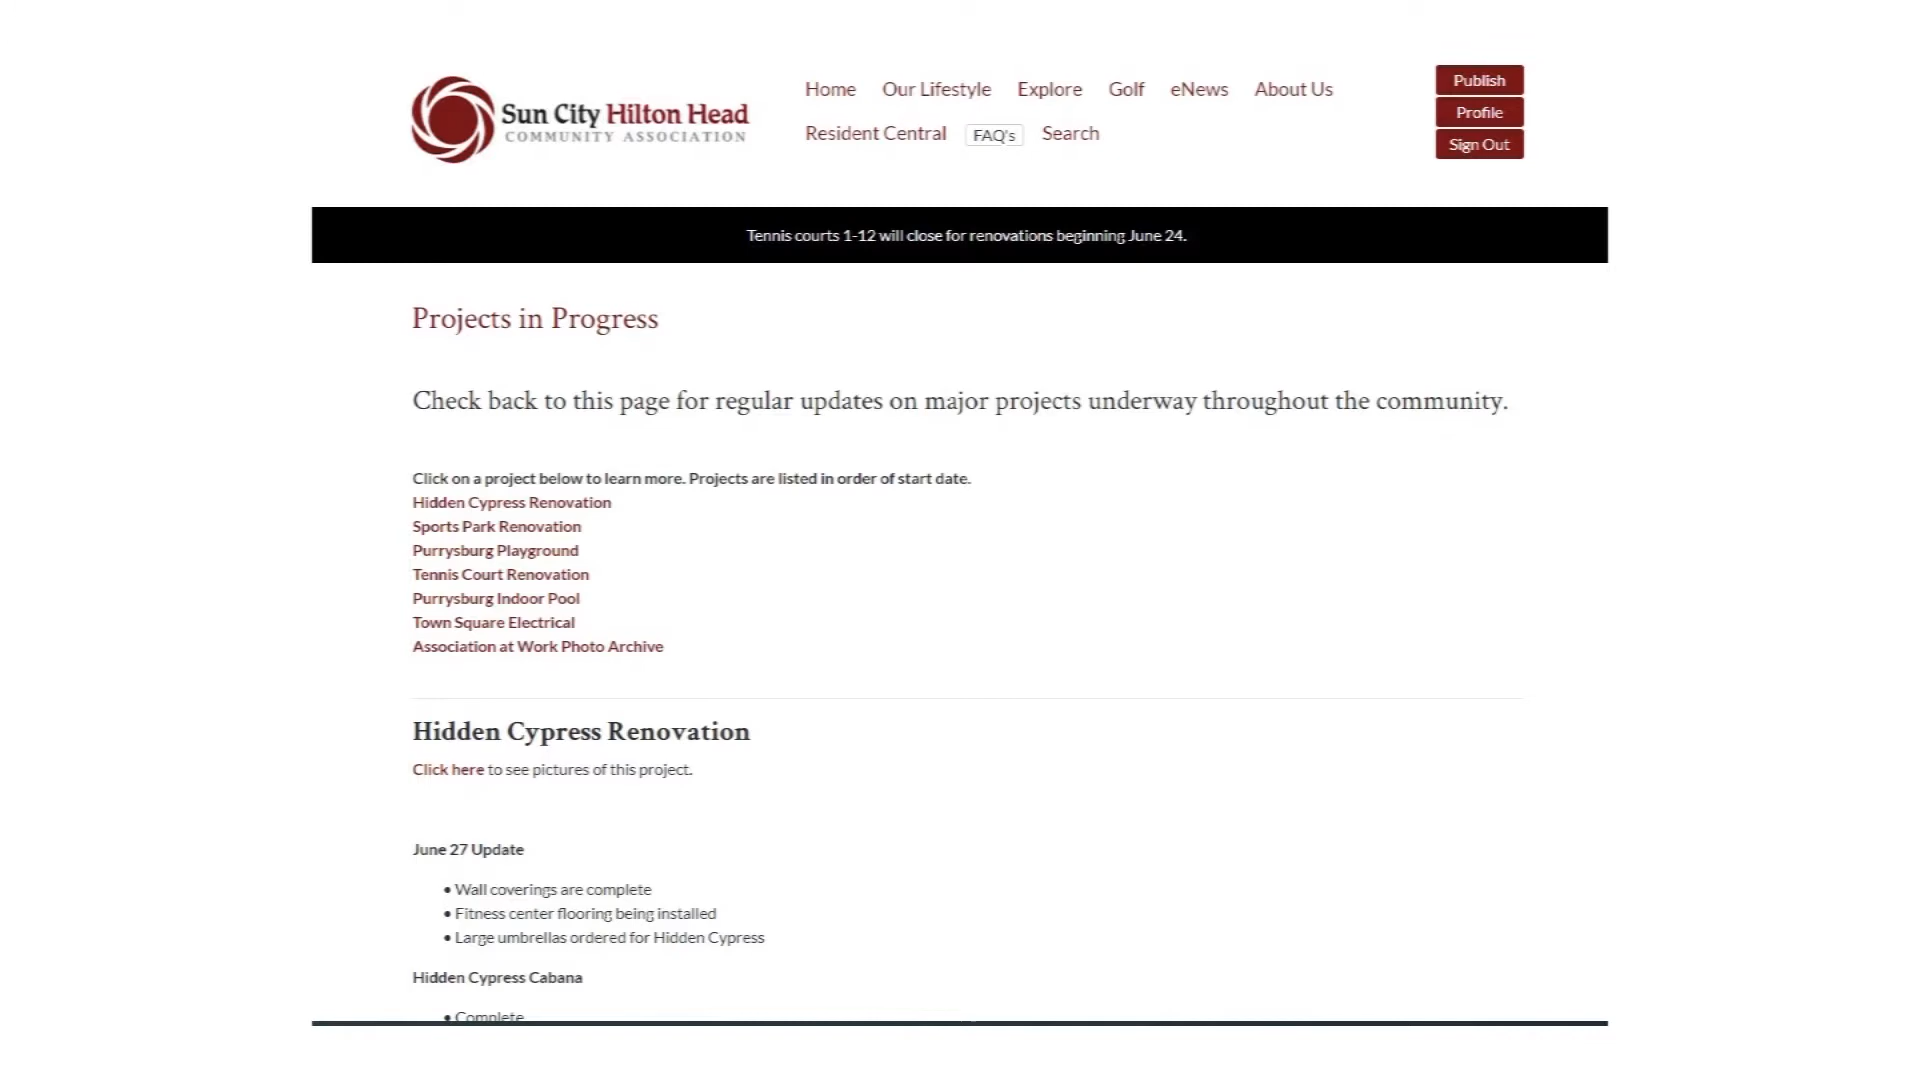 Sun City Hilton Head
COMMUNITY ASSOCIATION
Home Our Lifestyle Explore Golf eNews About Us
Resident Central FAQ's Search
Publish
Profile
Sign Out
Tennis courts 1-12 will close for renovations beginning June 24.
Projects in Progress
Check back to this page for regular updates on major projects underway throughout the community.
Click on a project below to learn more. Projects are listed in order of start date.
Hidden Cypress Renovation
Sports Park Renovation
Purrysburg Playground
Tennis Court Renovation
Purrysburg Indoor Pool
Town Square Electrical
Association at Work Photo Archive
Hidden Cypress Renovation
Click here to see pictures of this project.
June 27 Update
• Wall coverings are complete
• Fitness center flooring being installed
• Large umbrellas ordered for Hidden Cypress
Hidden Cypress Cabana
• Complete